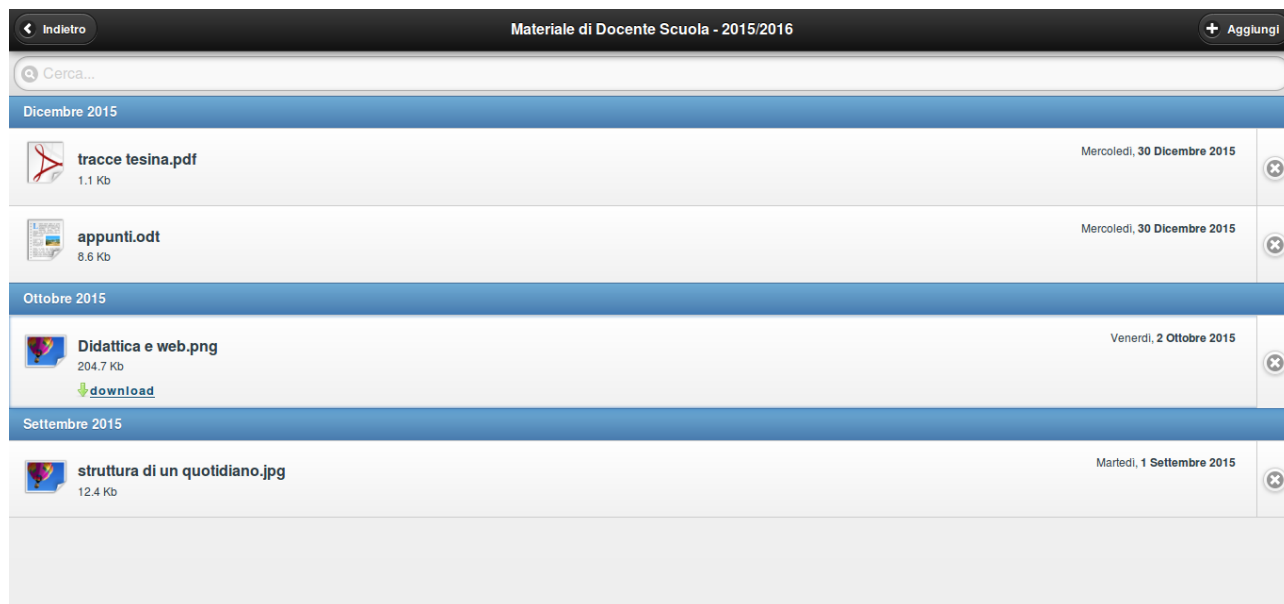 Indietro
Materiale di Docente Scuola - 2015/2016
Aggiungi
Cerca...
Dicembre 2015
tracce tesina.pdf
Mercoledì, 30 Dicembre 2015
1.1 Kb
appunti.odt
Mercoledì, 30 Dicembre 2015
8.6 Kb
Ottobre 2015
Didattica e web.png
Venerdì, 2 Ottobre 2015
204.7 Kb
download
Settembre 2015
struttura di un quotidiano.jpg
Martedì, 1 Settembre 2015
12.4 Kb